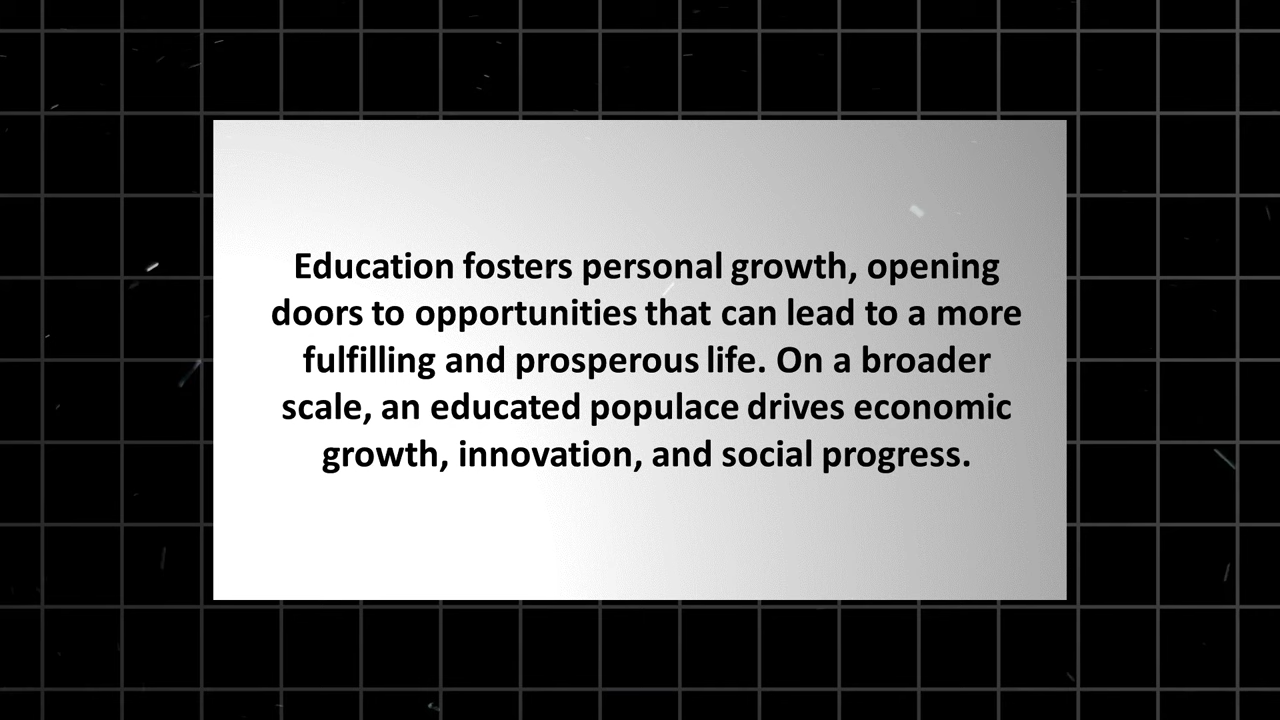 Education fosters personal growth, opening
doors to opportunities that can lead to a more
fulfilling and prosperous life. On a broader
scale, an educated populace drives economic
growth, innovation, and social progress.